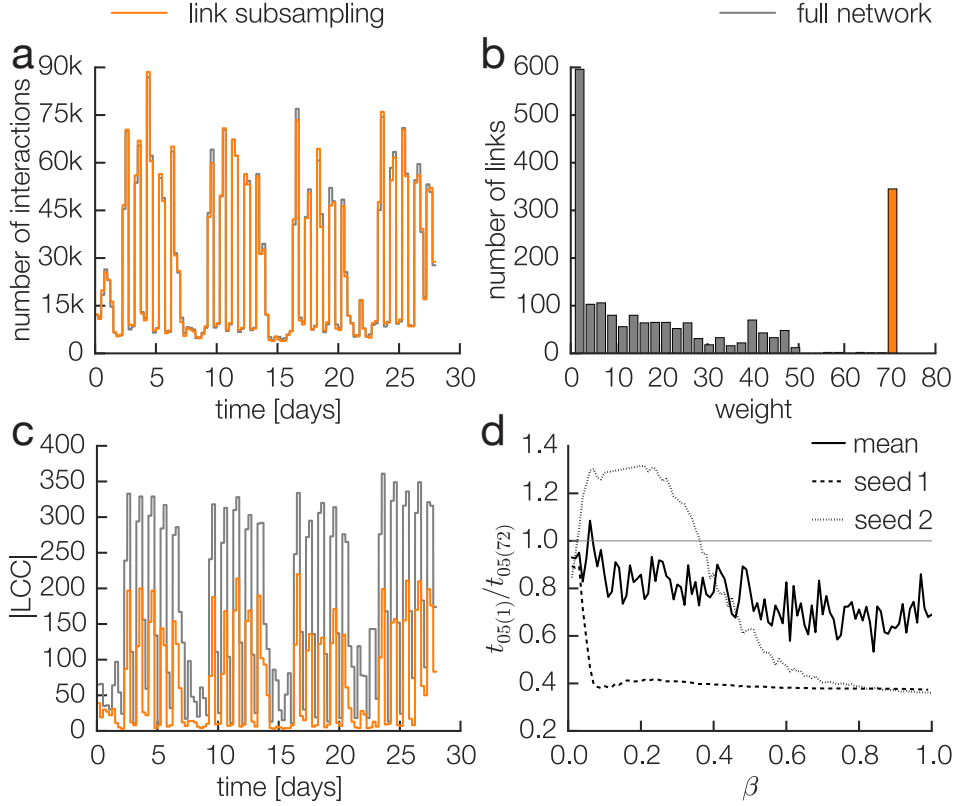 link subsampling
full network
a
number of interactions
90k
75k
60k
45k
30k
15k
0
0 5 10 15 20 25 30
time [days]
b
number of links
600
500
400
300
200
100
0
0 10 20 30 40 50 60 70 80
weight
c
|LCC|
400
350
300
250
200
150
100
50
0
0 5 10 15 20 25 30
time [days]
d
t05(1)/t05(72)
1.4
1.2
1.0
0.8
0.6
0.4
0.2
0.0 0.2 0.4 0.6 0.8 1.0
β
mean
seed 1
seed 2